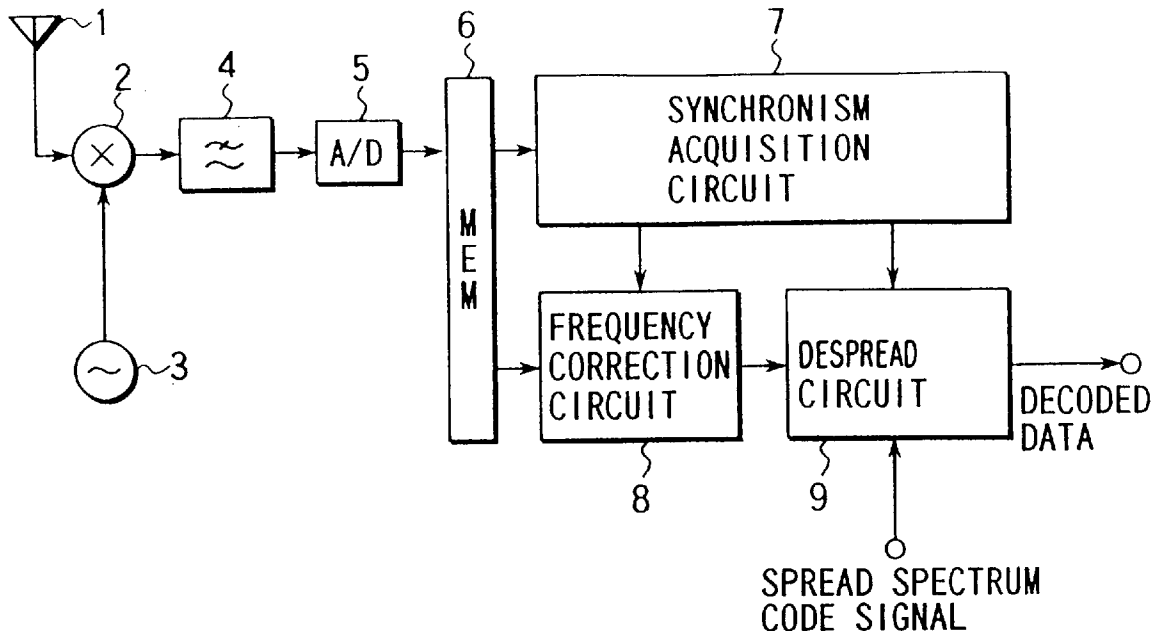 1
2
3
4
5
A/D
6
MEM
7
SYNCHRONISM
ACQUISITION
CIRCUIT
FREQUENCY
CORRECTION
CIRCUIT
8
DESPREAD
CIRCUIT
9
DECODED
DATA
SPREAD SPECTRUM
CODE SIGNAL